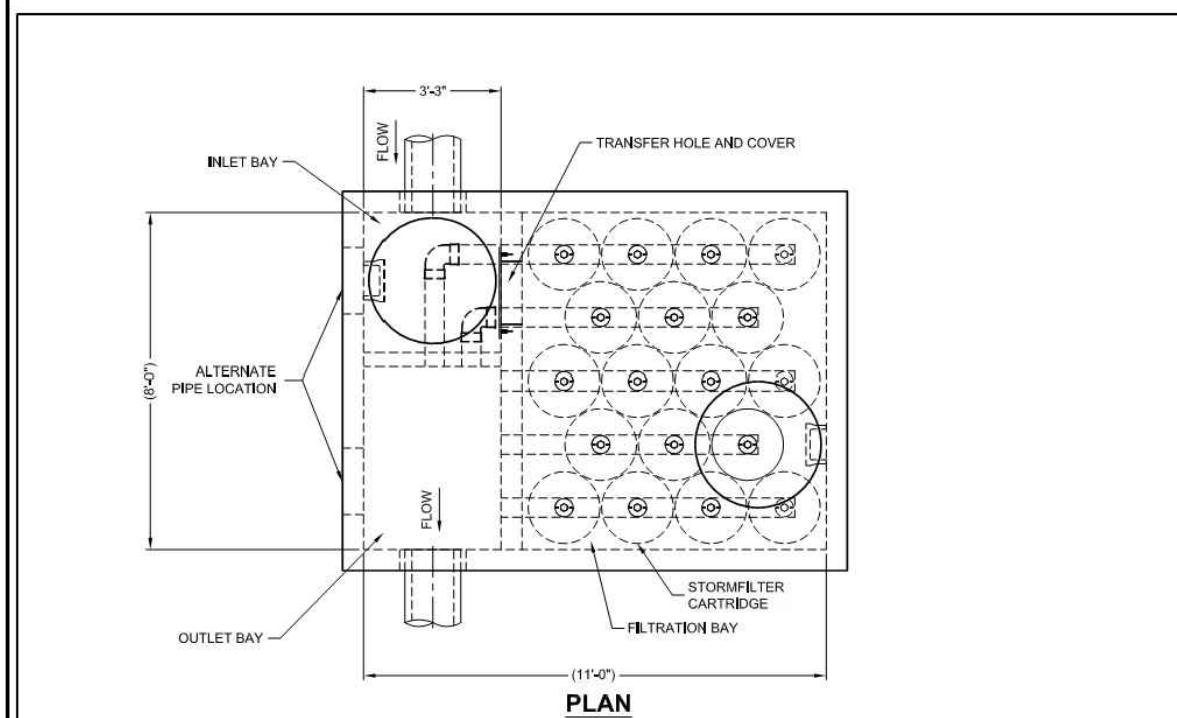 3'-3"
FLOW
TRANSFER HOLE AND COVER
INLET BAY
ALTERNATE
PIPE LOCATION
(8'-0")
FLOW
STORMFILTER
CARTRIDGE
FILTRATION BAY
OUTLET BAY
(11'-0")
PLAN